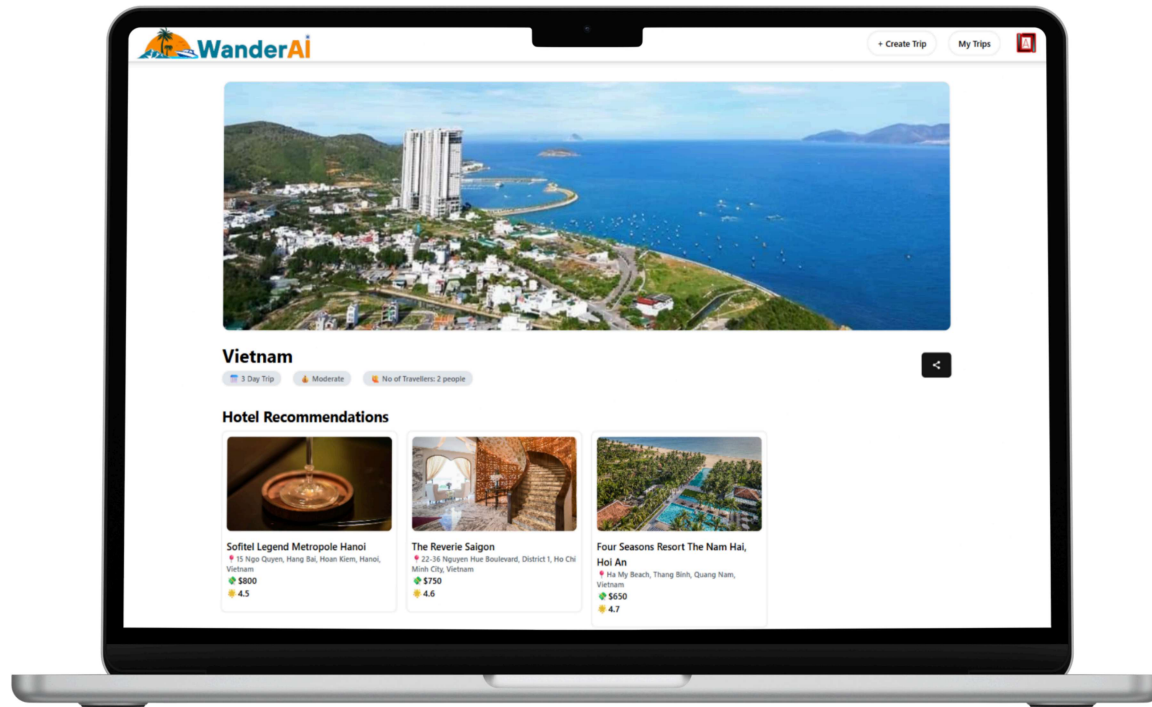 WanderAi
+ Create Trip
My Trips
Vietnam
3 Day Trip
Moderate
No of Travellers: 2 people
Hotel Recommendations
Sofitel Legend Metropole Hanoi
15 Ngo Quyen, Hang Bai, Hoan Kiem, Hanoi,
Vietnam
$800
4.5
The Reverie Saigon
22-36 Nguyen Hue Boulevard, District 1, Ho Chi
Minh City, Vietnam
$750
4.6
Four Seasons Resort The Nam Hai,
Hoi An
Ha My Beach, Thang Binh, Quang Nam,
Vietnam
$650
4.7